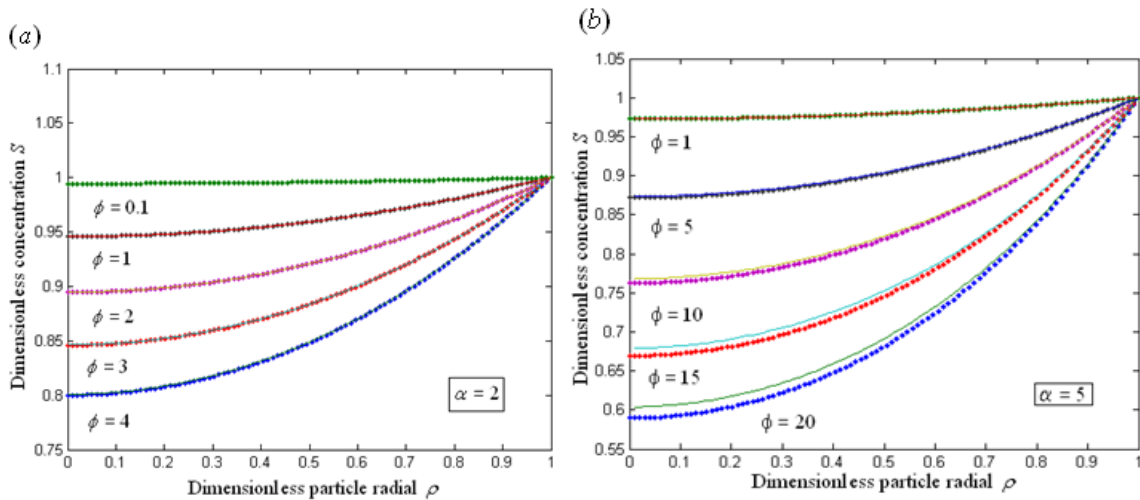 (a)
1.1
1.05
1
0.95
0.9
0.85
0.8
0.75
Dimensionless concentration S
ϕ = 0.1
ϕ = 1
ϕ = 2
ϕ = 3
ϕ = 4
α = 2
0 0.1 0.2 0.3 0.4 0.5 0.6 0.7 0.8 0.9 1
Dimensionless particle radial ρ
(b)
1.05
1
0.95
0.9
0.85
0.8
0.75
0.7
0.65
0.6
0.55
Dimensionless concentration S
ϕ = 1
ϕ = 5
ϕ = 10
ϕ = 15
ϕ = 20
α = 5
0 0.1 0.2 0.3 0.4 0.5 0.6 0.7 0.8 0.9 1
Dimensionless particle radial ρ